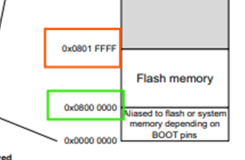 0x0801 FFFF
Flash memory
0x0800 0000
Aliased to flash or system
memory depending on
BOOT pins
0x0000 0000